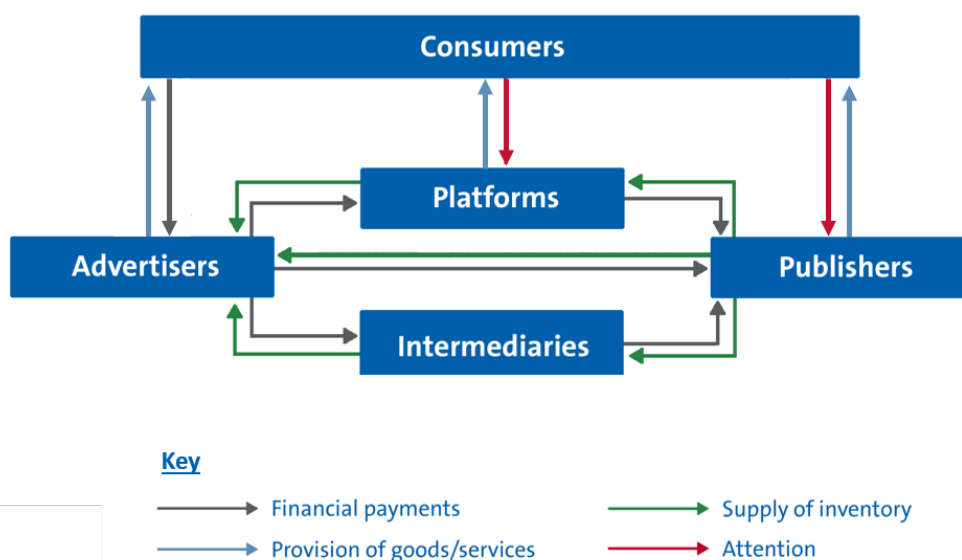 Consumers
Platforms
Advertisers
Publishers
Intermediaries
Key
Financial payments
Supply of inventory
Provision of goods/services
Attention